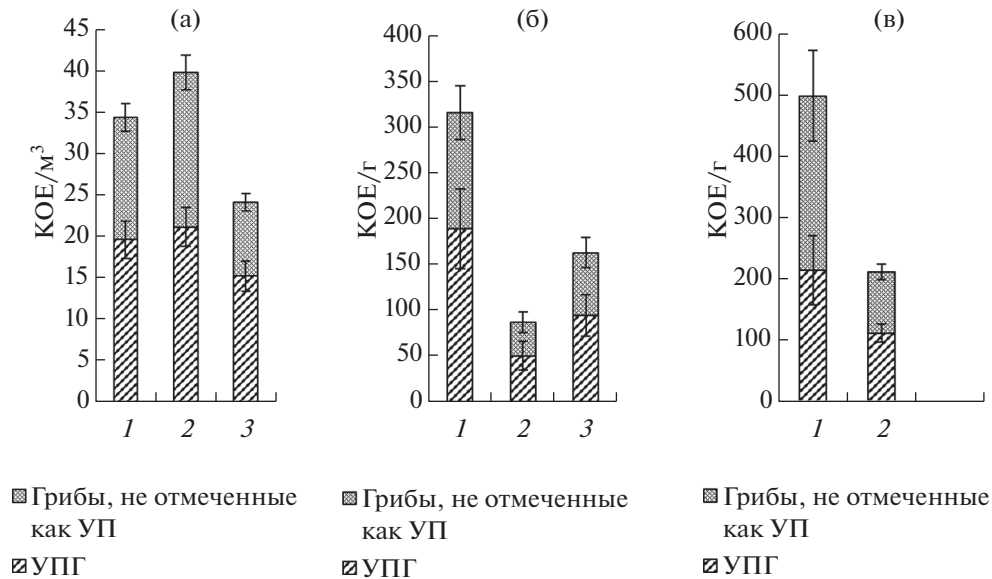 (а)
КОЕ/м³
45
40
35
30
25
20
15
10
5
0
1 2 3
Грибы, не отмеченные
как УП
УПГ
(б)
КОЕ/г
400
350
300
250
200
150
100
50
0
1 2 3
Грибы, не отмеченные
как УП
УПГ
(в)
КОЕ/г
600
500
400
300
200
100
0
1 2
Грибы, не отмеченные
как УП
УПГ